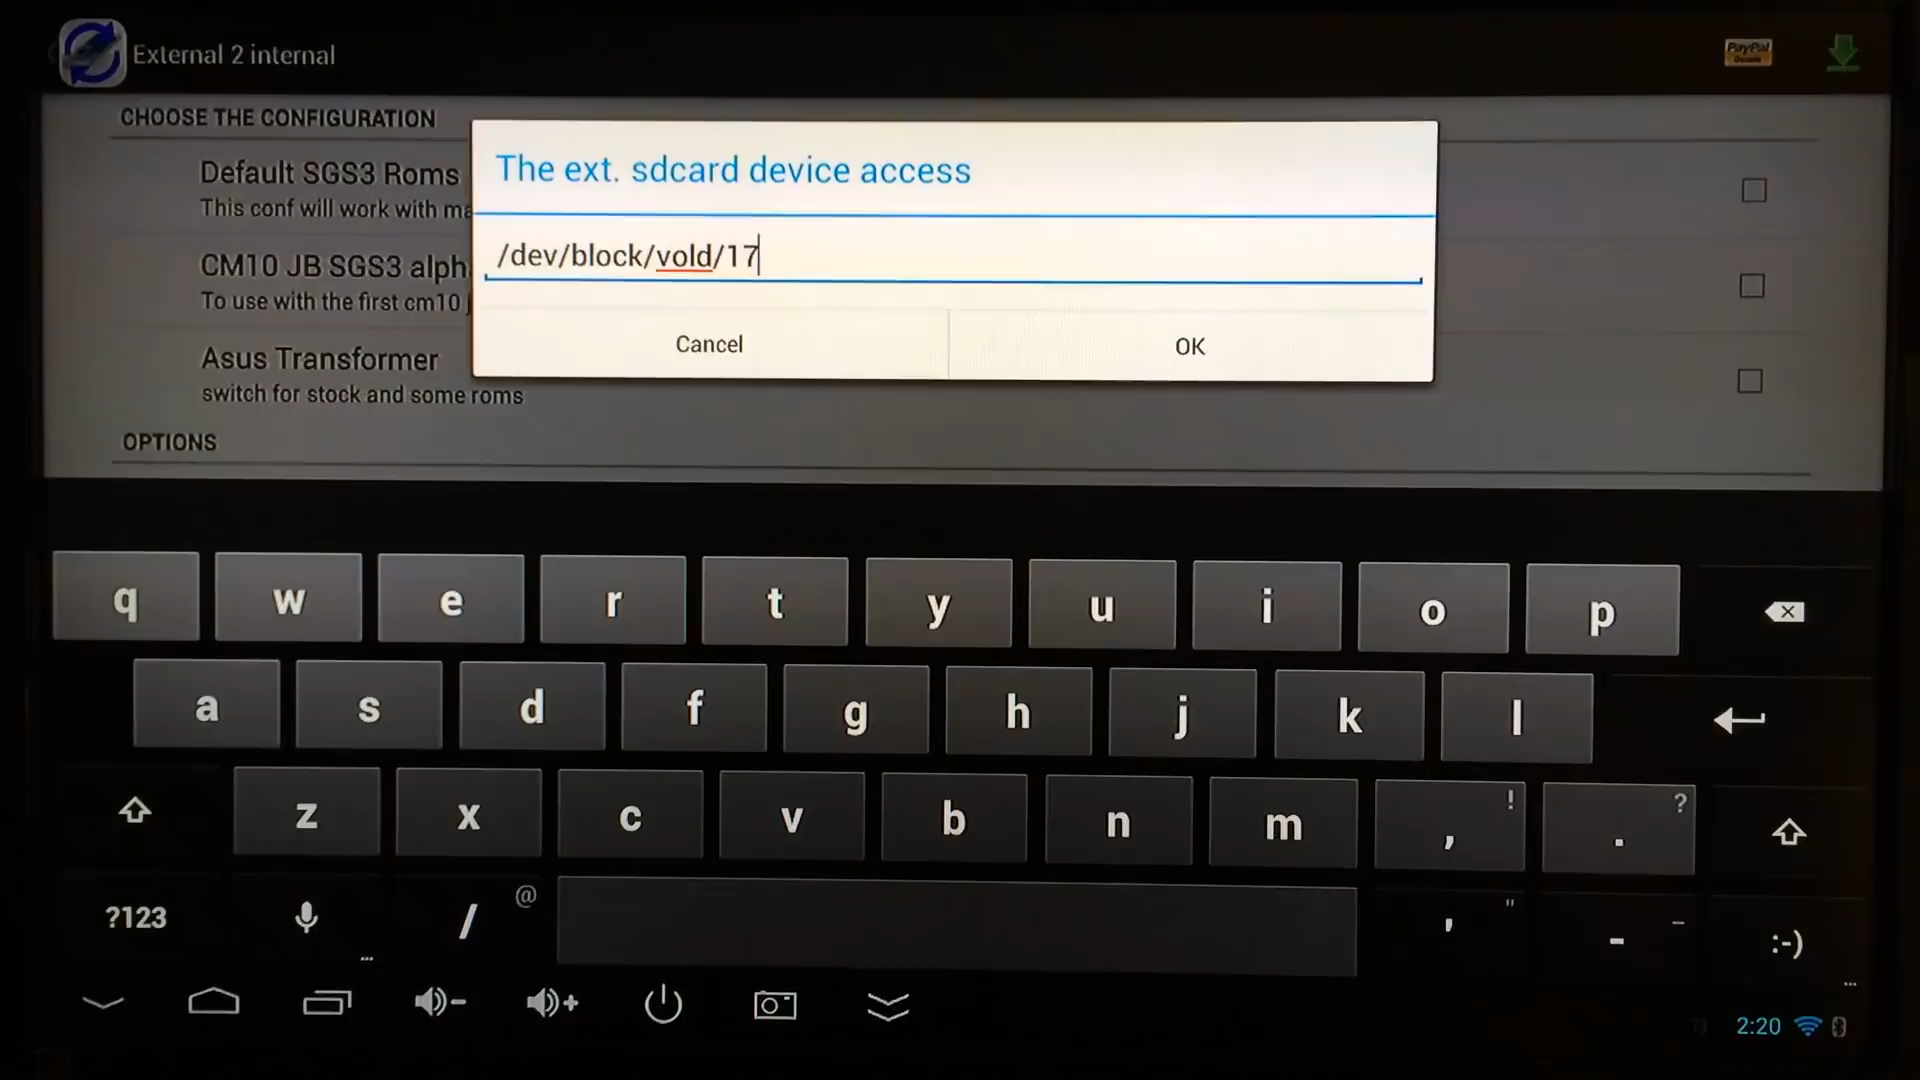 External 2 internal
PayPal
Donate
CHOOSE THE CONFIGURATION
Default SGS3 Roms
This conf will work with ma
CM10 JB SGS3 alph
To use with the first cm10 j
Asus Transformer
switch for stock and some roms
OPTIONS
The ext. sdcard device access
/dev/block/vold/17
Cancel
OK
q w e r t y u i o p
a s d f g h j k l
z x c v b n m , ! . ?
?123 / @ ' " - _ :-)
2:20